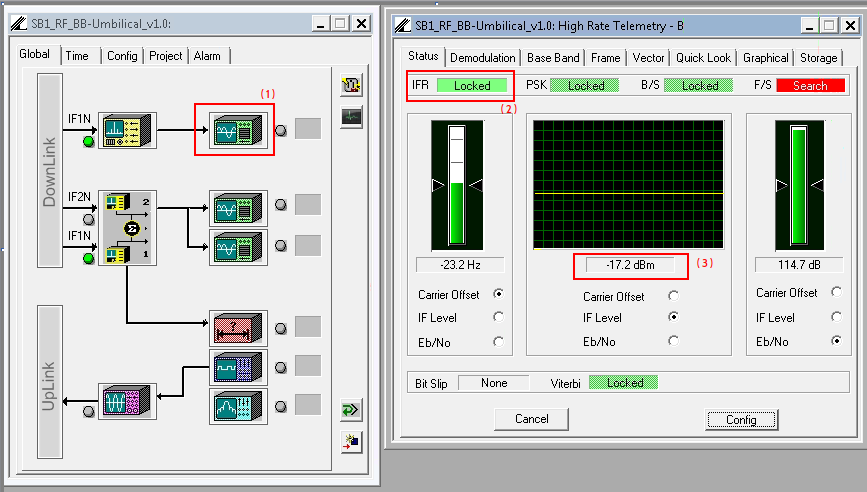 SB1_RF_BB-Umbilical_v1.0:
Global Time Config Project Alarm
DownLink
IF1N
(1)
IF2N
2
Σ
IF1N
1
?
UpLink
SB1_RF_BB-Umbilical_v1.0: High Rate Telemetry - B
Status Demodulation Base Band Frame Vector Quick Look Graphical Storage
IFR Locked PSK Locked B/S Locked F/S Search
(2)
-23.2 Hz -17.2 dBm (3) 114.7 dB
Carrier Offset Carrier Offset Carrier Offset
IF Level IF Level IF Level
Eb/No Eb/No Eb/No
Bit Slip None Viterbi Locked
Cancel Config